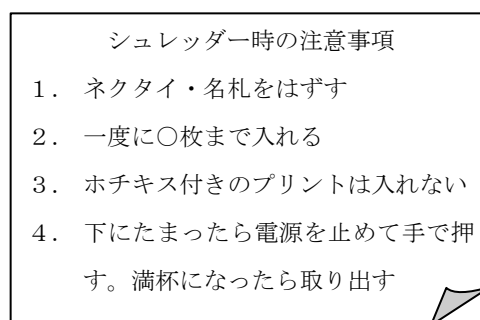 シュレッダー時の注意事項
１． ネクタイ・名札をはずす
２． 一度に○枚まで入れる
３． ホチキス付きのプリントは入れない
４． 下にたまったら電源を止めて手で押
す。満杯になったら取り出す